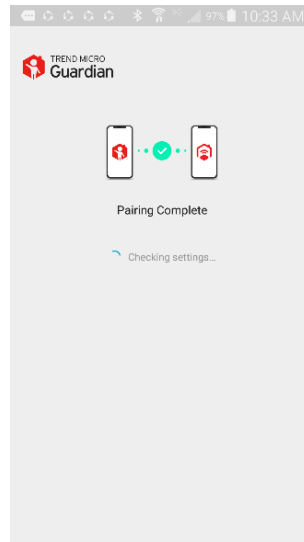 97% 10:33 AM
TREND MICRO
Guardian
Pairing Complete
Checking settings...